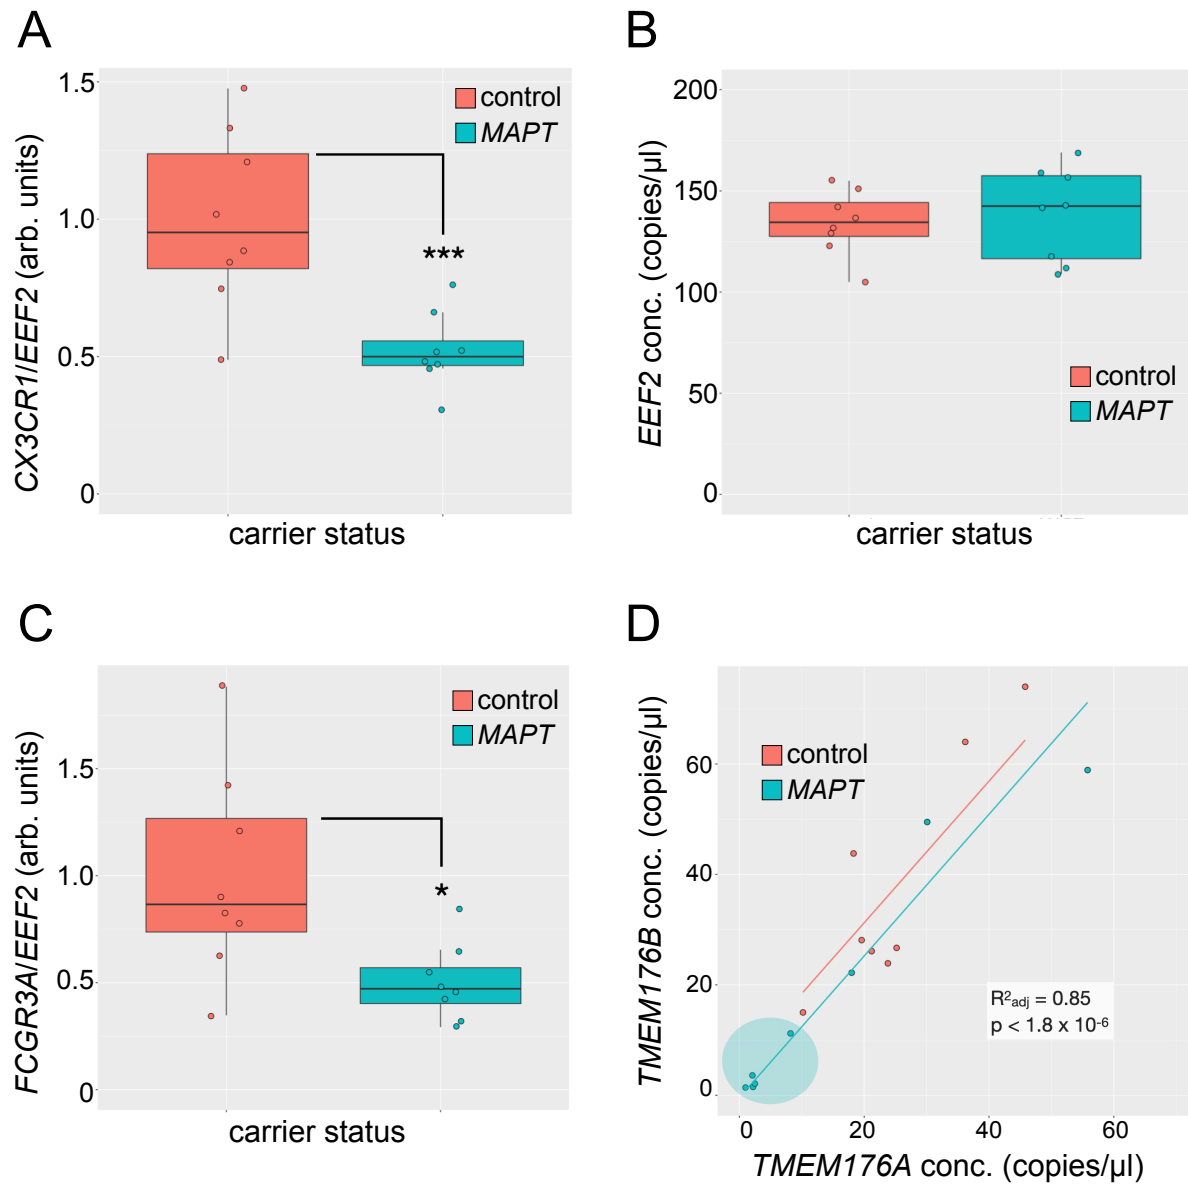 A
CX3CR1/EEF2 (arb. units)
1.5
1.0
0.5
0
control
MAPT
***
carrier status
B
EEF2 conc. (copies/µl)
200
150
100
50
0
control
MAPT
carrier status
C
FCGR3A/EEF2 (arb. units)
1.5
1.0
0.5
0
control
MAPT
*
carrier status
D
TMEM176B conc. (copies/µl)
60
40
20
0
control
MAPT
R²adj = 0.85
p < 1.8 x 10⁻⁶
0 20 40 60
TMEM176A conc. (copies/µl)